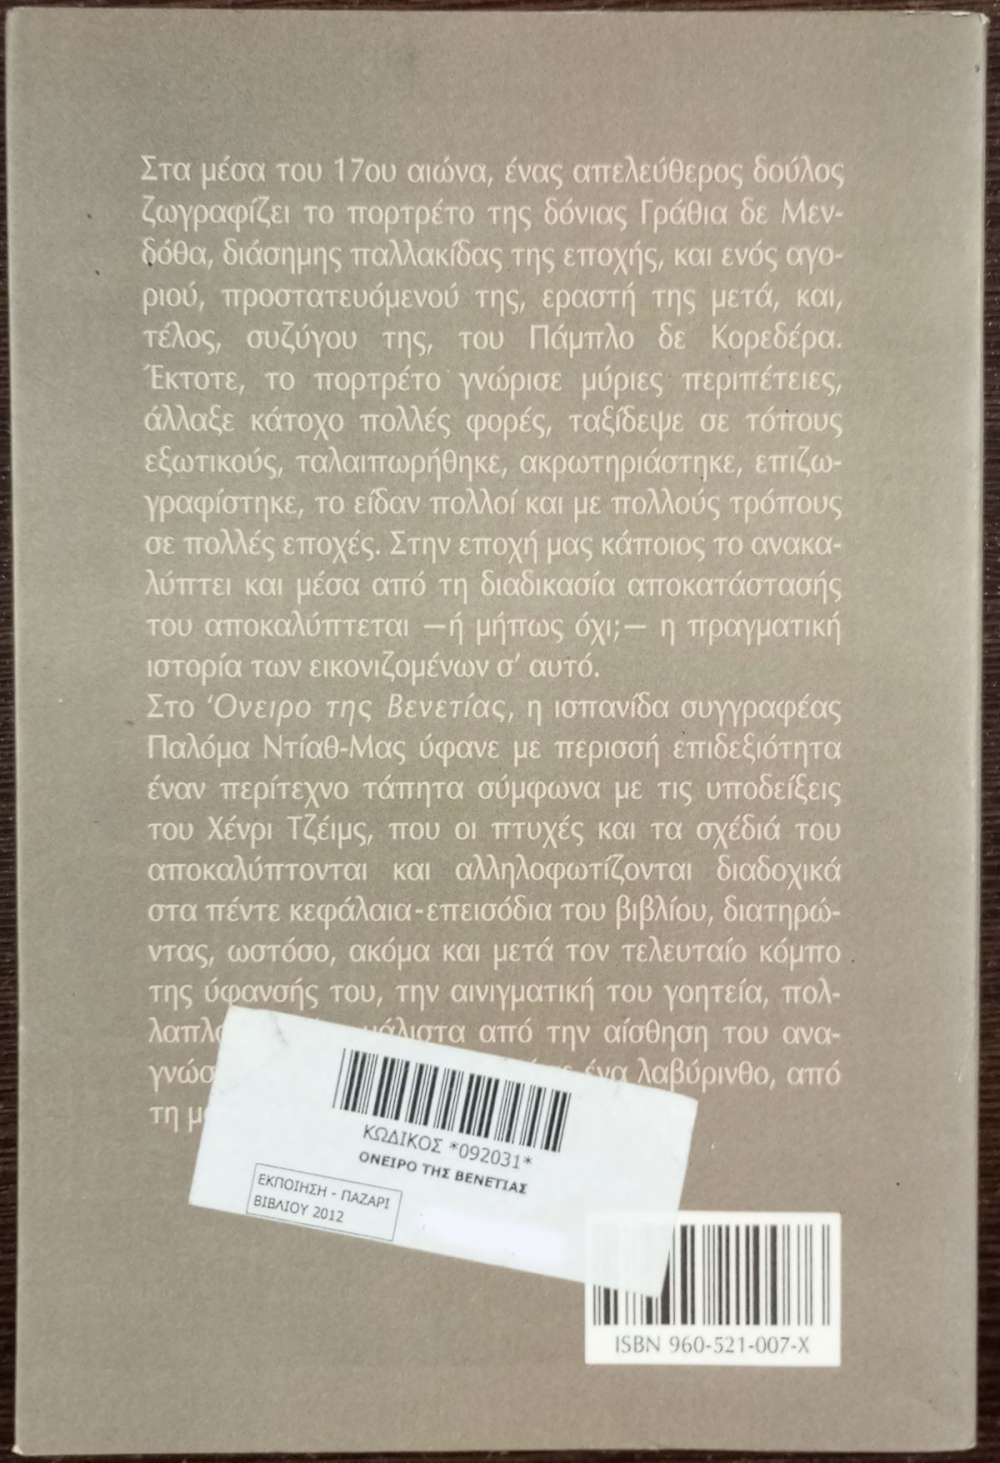 Στα μέσα του 17ου αιώνα, ένας απελεύθερος δούλος
ζωγραφίζει το πορτρέτο της δόνιας Γράθια δε Μεν-
δόθα, διάσημης παλλακίδας της εποχής, και ενός αγο-
ριού, προστατευόμενού της, εραστή της μετά, και,
τέλος, συζύγου της, του Πάμπλο δε Κορεδέρα.
Έκτοτε, το πορτρέτο γνώρισε μύριες περιπέτειες,
άλλαξε κάτοχο πολλές φορές, ταξίδεψε σε τόπους
εξωτικούς, ταλαιπωρήθηκε, ακρωτηριάστηκε, επιζω-
γραφίστηκε, το είδαν πολλοί και με πολλούς τρόπους
σε πολλές εποχές. Στην εποχή μας κάποιος το ανακα-
λύπτει και μέσα από τη διαδικασία αποκατάστασής
του αποκαλύπτεται —ή μήπως όχι;— η πραγματική
ιστορία των εικονιζομένων σ' αυτό.
Στο 'Ονειρο της Βενετίας, η ισπανίδα συγγραφέας
Παλόμα Ντίαθ-Μας ύφανε με περισσή επιδεξιότητα
έναν περίτεχνο τάπητα σύμφωνα με τις υποδείξεις
του Χένρι Τζέιμς, που οι πτυχές και τα σχέδιά του
αποκαλύπτονται και αλληλοφωτίζονται διαδοχικά
στα πέντε κεφάλαια-επεισόδια του βιβλίου, διατηρώ-
ντας, ωστόσο, ακόμα και μετά τον τελευταίο κόμπο
της ύφανσής του, την αινιγματική του γοητεία, πολ-
μάλιστα από την αίσθηση του ανα-
ένα λαβύρινθο, από
τη
ΚΩΔΙΚΟΣ *092031*
ΟΝΕΙΡΟ ΤΗΣ ΒΕΝΕΤΙΑΣ
ΕΚΠΟΙΗΣΗ - ΠΑΖΑΡΙ
ΒΙΒΛΙΟΥ 2012
ISBN 960-521-007-X